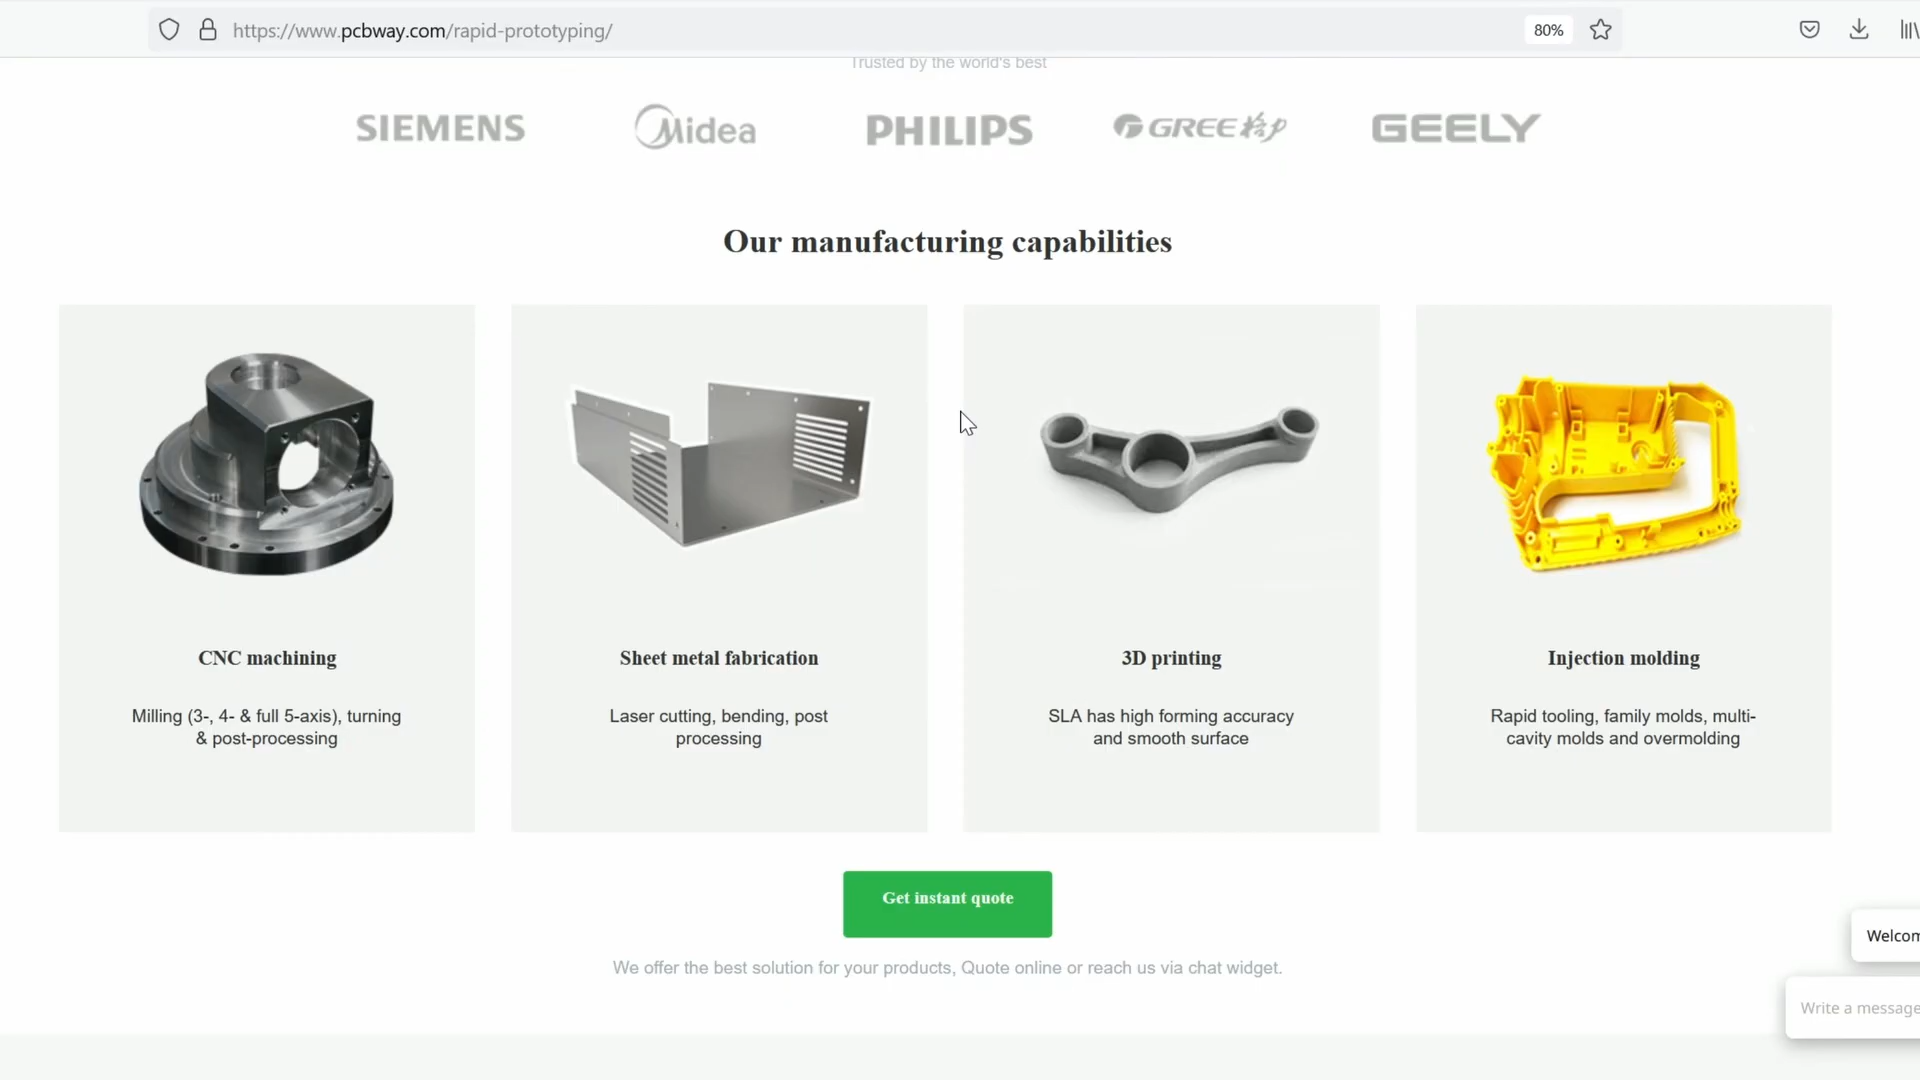 https://www.pcbway.com/rapid-prototyping/
80%
Trusted by the world's best
SIEMENS
Midea
PHILIPS
GREE 格力
GEELY
Our manufacturing capabilities
CNC machining
Milling (3-, 4- & full 5-axis), turning
& post-processing
Sheet metal fabrication
Laser cutting, bending, post
processing
3D printing
SLA has high forming accuracy
and smooth surface
Injection molding
Rapid tooling, family molds, multi-
cavity molds and overmolding
Get instant quote
We offer the best solution for your products, Quote online or reach us via chat widget.
Welcom
Write a message